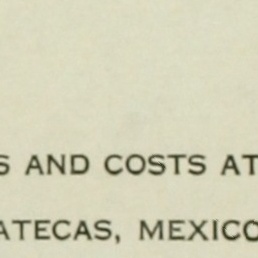 S AND COSTS AT
ATECAS, MEXICO